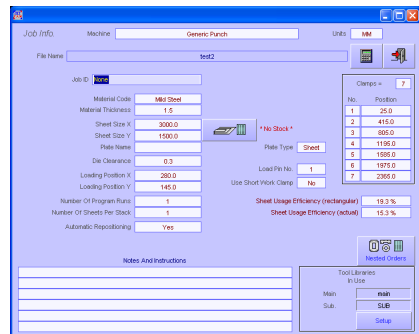 Job Info.
Machine Generic Punch
Units MM
File Name test2
Job ID None
Clamps = 7
No. Position
1 25.0
2 415.0
3 805.0
4 1195.0
5 1585.0
6 1975.0
7 2365.0
Material Code Mild Steel
Material Thickness 1.5
Sheet Size X 3000.0
* No Stock *
Sheet Size Y 1500.0
Plate Name
Plate Type Sheet
Die Clearance 0.3
Loading Position X 280.0
Load Pin No. 1
Loading Position Y 145.0
Use Short Work Clamp No
Number Of Program Runs 1
Sheet Usage Efficiency (rectangular) 19.3 %
Number Of Sheets Per Stack 1
Sheet Usage Efficiency (actual) 15.3 %
Automatic Repositioning Yes
Nested Orders
Notes And Instructions
Tool Libraries
In Use
Main main
Sub. SUB
Setup